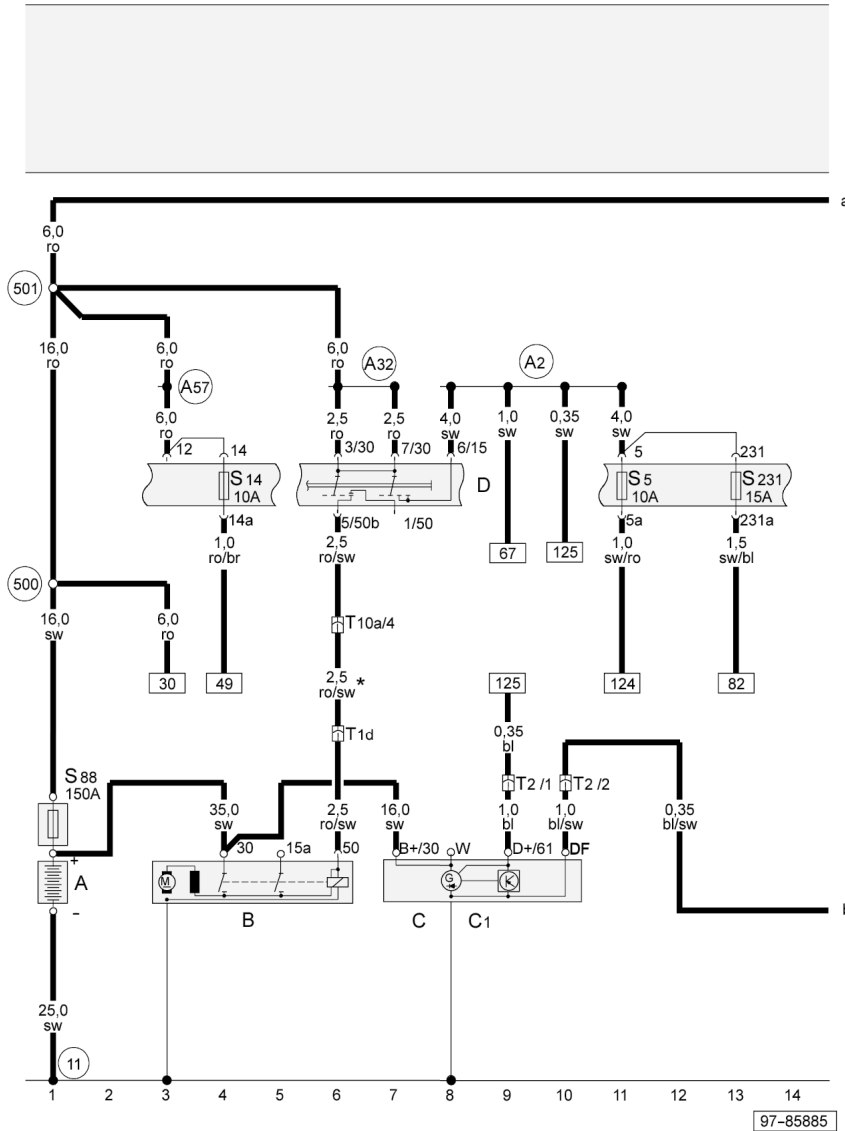 a
6,0
ro
501
16,0
ro
6,0
ro
6,0
ro
A57
A32
A2
6,0
ro
2,5
ro
2,5
ro
4,0
sw
1,0
sw
0,35
sw
4,0
sw
12
14
3/30
7/30
6/15
5
231
S 14
10A
D
S 5
10A
S 231
15A
14a
5/50b
1/50
5a
231a
1,0
ro/br
2,5
ro/sw
67
125
1,0
sw/ro
1,5
sw/bl
500
16,0
sw
6,0
ro
T10a/4
30
49
2,5
ro/sw *
125
124
82
T1d
0,35
bl
S 88
150A
T2 /1
T2 /2
35,0
sw
2,5
ro/sw
16,0
sw
1,0
bl
1,0
bl/sw
0,35
bl/sw
30
15a
50
B+/30
W
D+/61
DF
+
A
-
M
G
B
C
C1
b
25,0
sw
11
1 2 3 4 5 6 7 8 9 10 11 12 13 14
97-85885